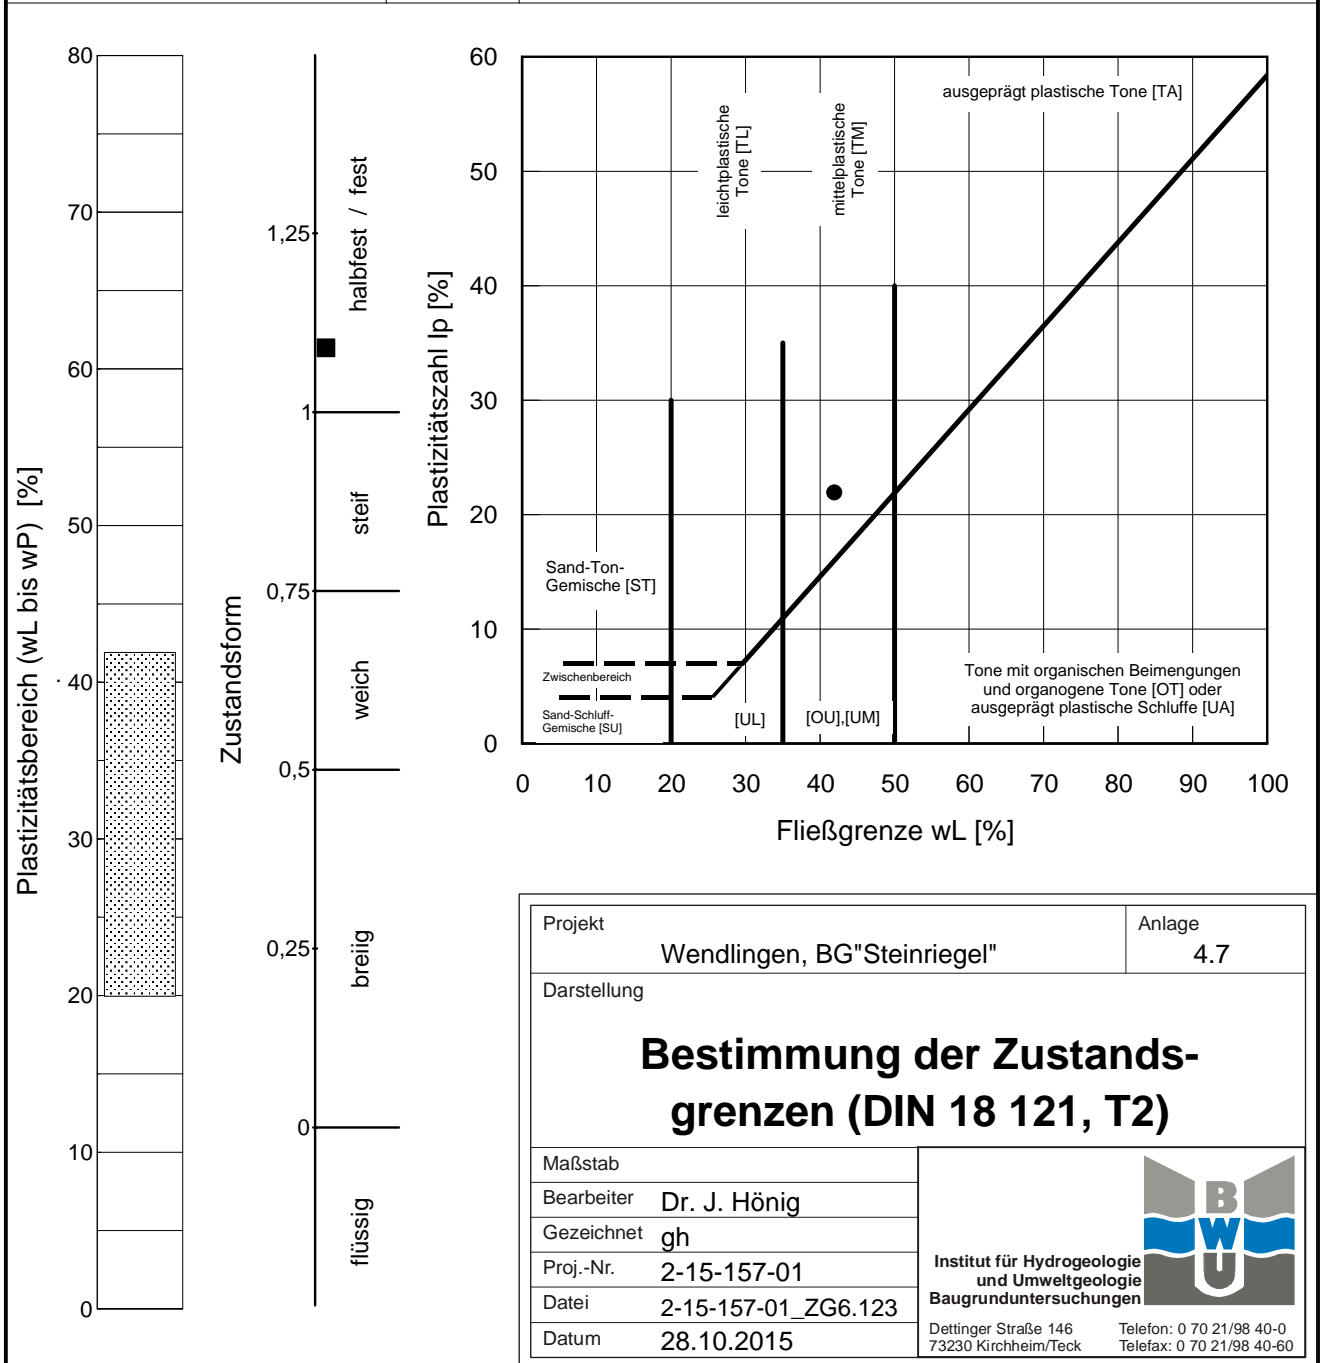 80
70
60
50
40
30
20
10
0
Plastizitätsbereich (wL bis wP) [%]
Zustandsform
1,25
1
0,75
0,5
0,25
0
halbfest / fest
steif
weich
breiig
flüssig
Plastizitätszahl Ip [%]
60
50
40
30
20
10
0
leichtplastische
Tone [TL]
mittelplastische
Tone [TM]
ausgeprägt plastische Tone [TA]
Sand-Ton-
Gemische [ST]
Zwischenbereich
Sand-Schluff-
Gemische [SU]
[UL]
[OU],[UM]
Tone mit organischen Beimengungen
und organogene Tone [OT] oder
ausgeprägt plastische Schluffe [UA]
0 10 20 30 40 50 60 70 80 90 100
Fließgrenze wL [%]
Projekt
Wendlingen, BG"Steinriegel"
Anlage
4.7
Darstellung
Bestimmung der Zustands-
grenzen (DIN 18 121, T2)
Maßstab
Bearbeiter Dr. J. Hönig
Gezeichnet gh
Proj.-Nr. 2-15-157-01
Datei 2-15-157-01_ZG6.123
Datum 28.10.2015
B
W
U
Institut für Hydrogeologie
und Umweltgeologie
Baugrunduntersuchungen
Dettinger Straße 146 Telefon: 0 70 21/98 40-0
73230 Kirchheim/Teck Telefax: 0 70 21/98 40-60